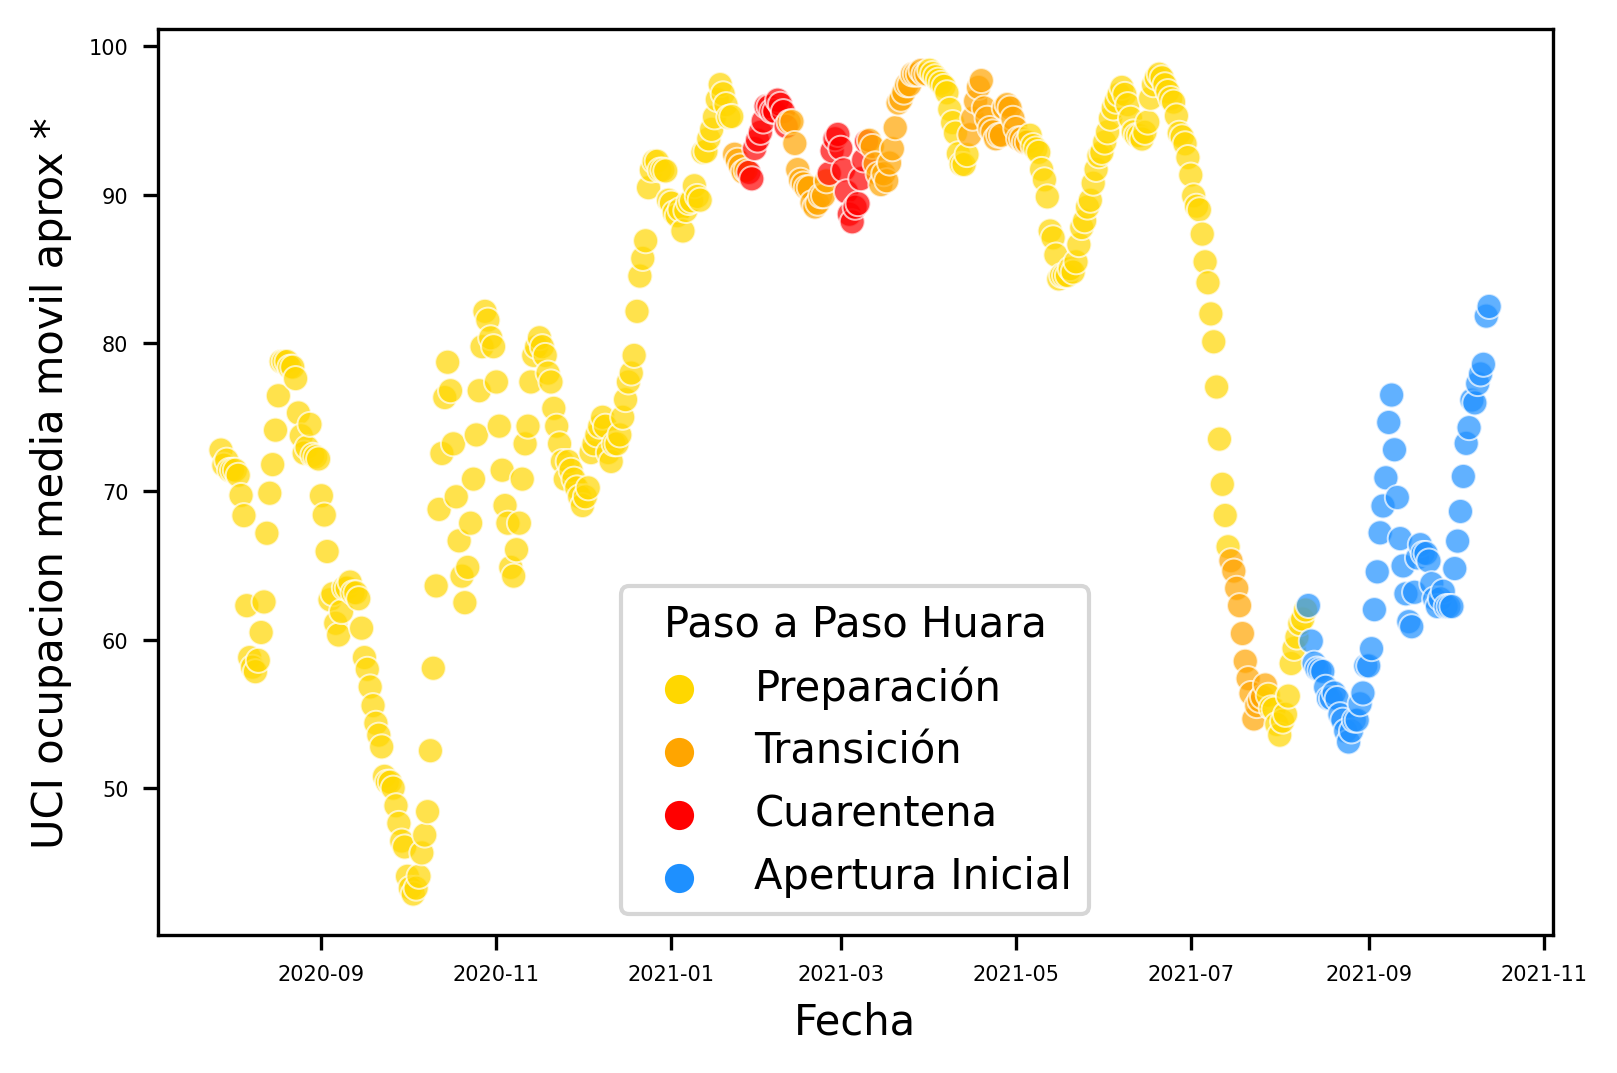 UCI ocupacion media movil aprox *
100
90
80
70
60
50
Paso a Paso Huara
Preparación
Transición
Cuarentena
Apertura Inicial
2020-09
2020-11
2021-01
2021-03
2021-05
2021-07
2021-09
2021-11
Fecha